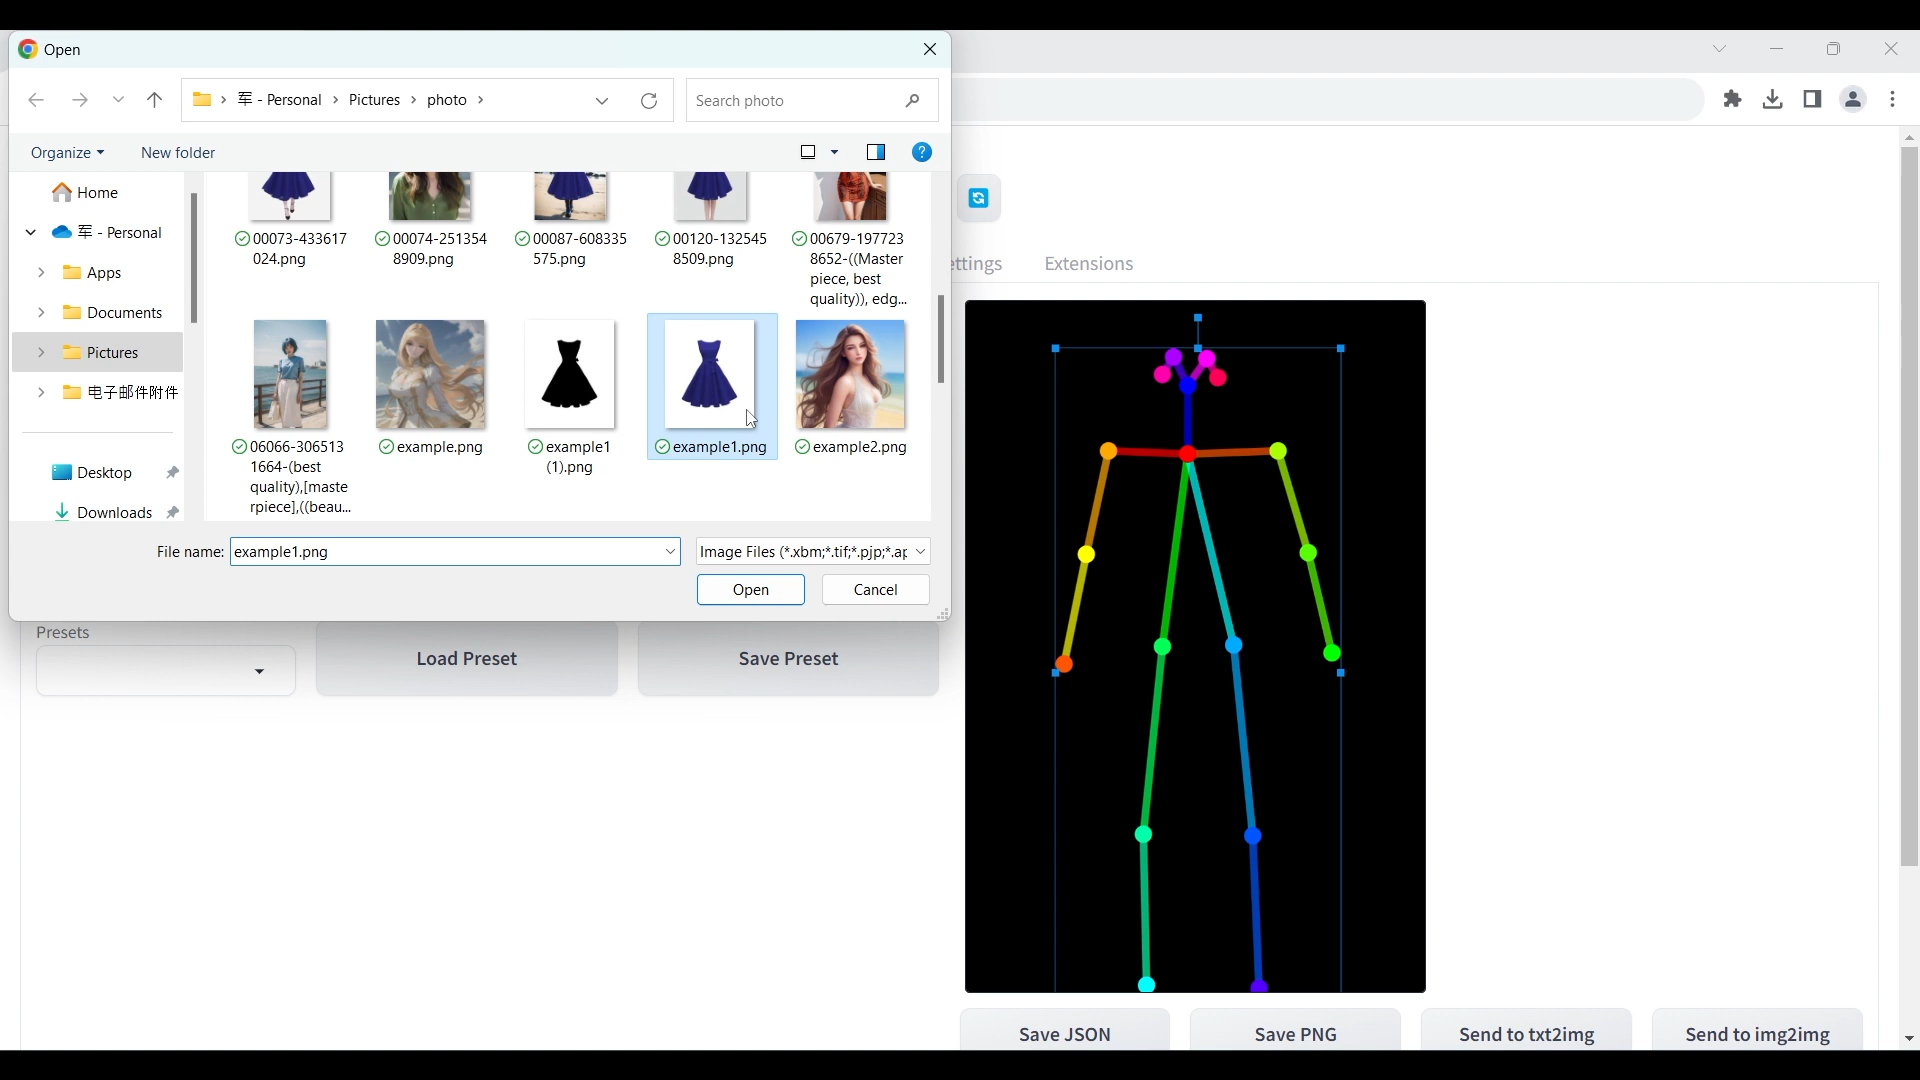 Open
军 - Personal
Pictures
photo
Search photo
Organize
New folder
Home
军 - Personal
Apps
Documents
Pictures
电子邮件附件
Desktop
Downloads
00073-433617
024.png
00074-251354
8909.png
00087-608335
575.png
00120-132545
8509.png
00679-197723
8652-((Master
piece, best
quality)), edg...
06066-306513
1664-(best
quality),[maste
rpiece],((beau...
example.png
example1
(1).png
example1.png
example2.png
File name:
example1.png
Image Files (*.xbm;*.tif;*.pjp;*.ap
Open
Cancel
ettings
Extensions
Presets
Load Preset
Save Preset
Save JSON
Save PNG
Send to txt2img
Send to img2img